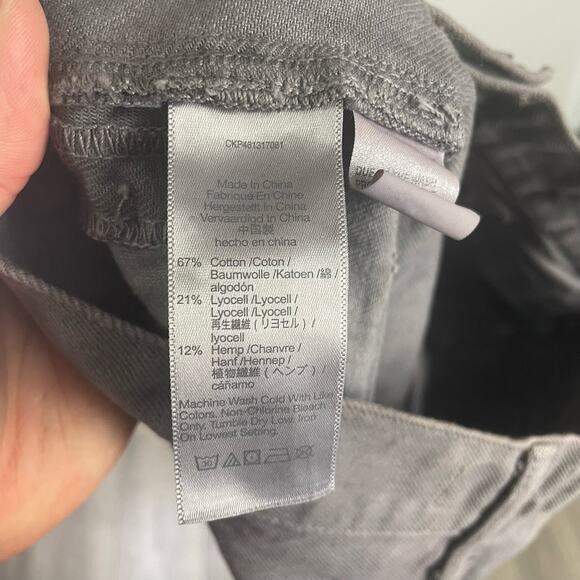 CKP481317081
Made in China
Fabriqué En Chine
Hergestellt In China
Vervaardigd In China
中国製
hecho en china
67% Cotton /Coton /
Baumwolle /Katoen /綿 /
algodón
21% Lyocell /Lyocell /
Lyocell /Lyocell /
再生繊維 ( リヨセル ) /
lyocell
12% Hemp /Chanvre /
Hanf /Hennep /
植物繊維 ( ヘンプ ) /
cáñamo
Machine Wash Cold With Like
Colors. Non-Chlorine Bleach
Only. Tumble Dry Low. Iron
On Lowest Setting.
30
DUE
WASH